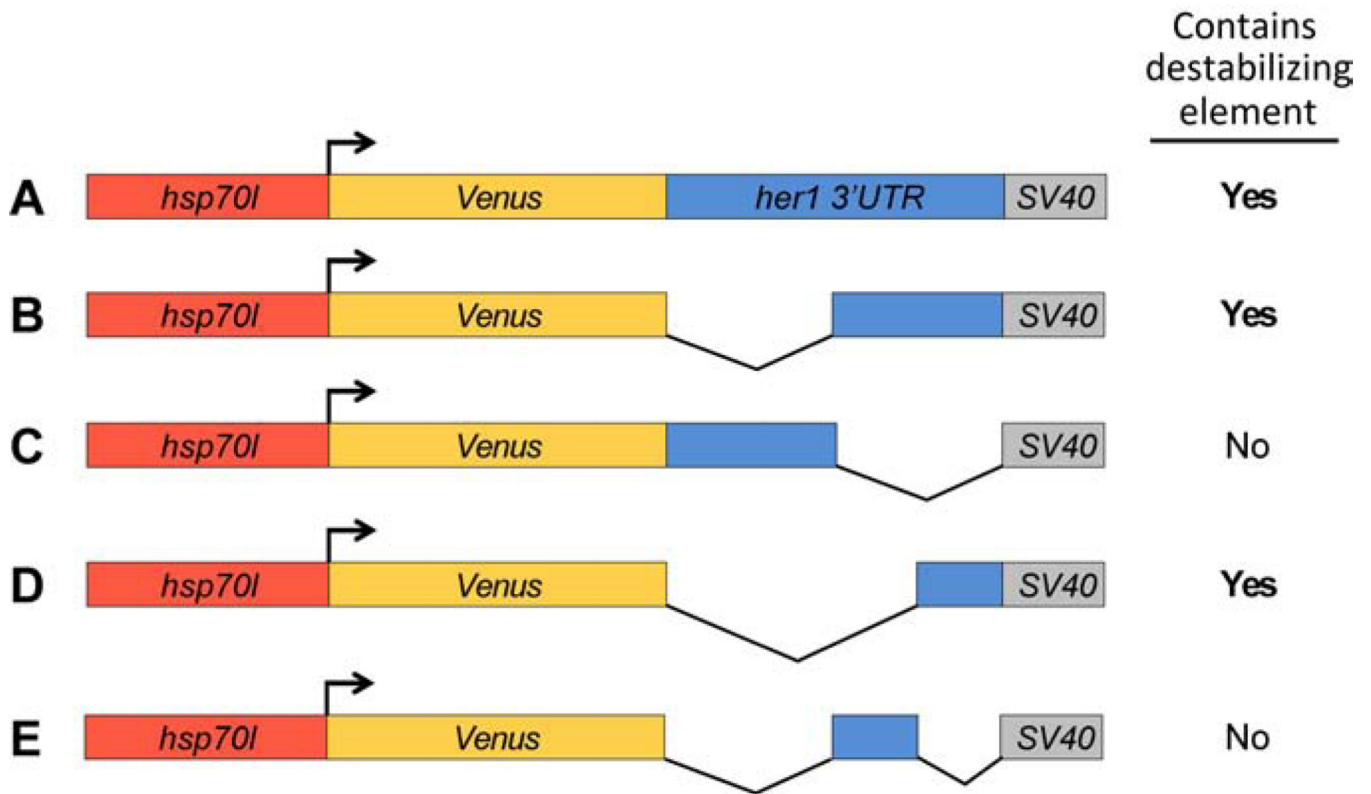 Contains
destabilizing
element
A hsp70l Venus her1 3'UTR SV40 Yes
B hsp70l Venus SV40 Yes
C hsp70l Venus SV40 No
D hsp70l Venus SV40 Yes
E hsp70l Venus SV40 No